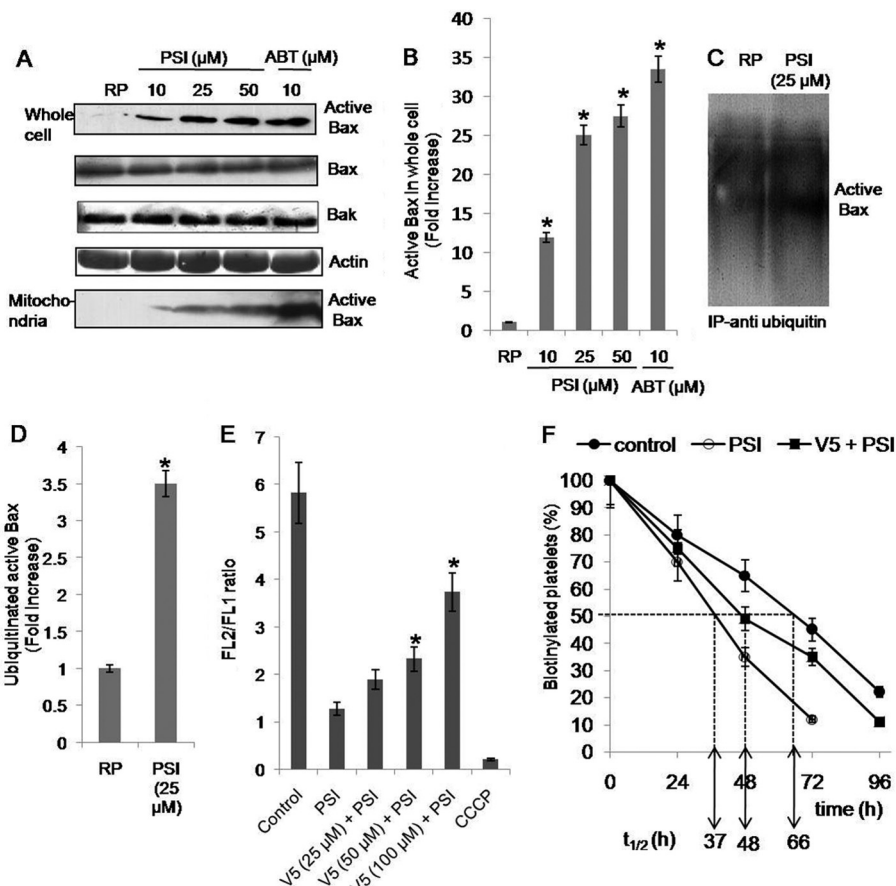 A
PSI (µM) ABT (µM)
RP 10 25 50 10
Whole cell
Active Bax
Bax
Bak
Actin
Mitocho-
ndria
Active Bax
B
Active Bax in whole cell
(Fold Increase)
40
35
30
25
20
15
10
5
0
* * * *
RP 10 25 50 10
PSI (µM) ABT (µM)
C
RP PSI
(25 µM)
Active
Bax
IP-anti ubiquitin
D
Ubiquitinated active Bax
(Fold Increase)
4
3.5
3
2.5
2
1.5
1
0.5
0
*
RP PSI
(25
µM)
E
FL2/FL1 ratio
7
6
5
4
3
2
1
0
* *
Control
PSI
V5 (25 µM) + PSI
V5 (50 µM) + PSI
V5 (100 µM) + PSI
CCCP
F
control PSI V5 + PSI
Biotinylated platelets (%)
100
90
80
70
60
50
40
30
20
10
0
0 24 48 72 96
time (h)
t1/2 (h) 37 48 66